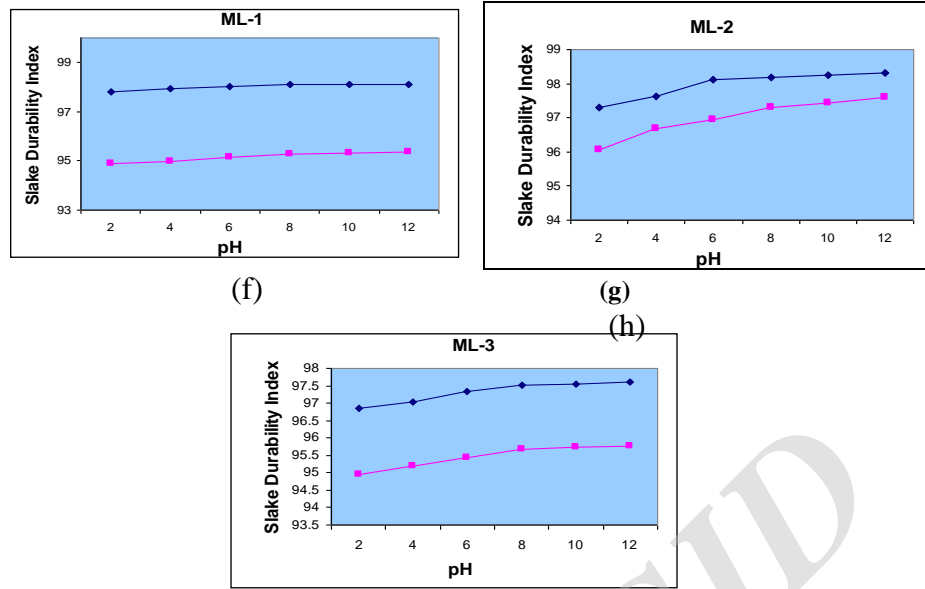 ML-1
Slake Durability Index
99
97
95
93
2 4 6 8 10 12
pH
(f)
ML-2
Slake Durability Index
99
98
97
96
95
94
2 4 6 8 10 12
pH
(g)
(h)
ML-3
Slake Durability Index
98
97.5
97
96.5
96
95.5
95
94.5
94
93.5
2 4 6 8 10 12
pH
SID